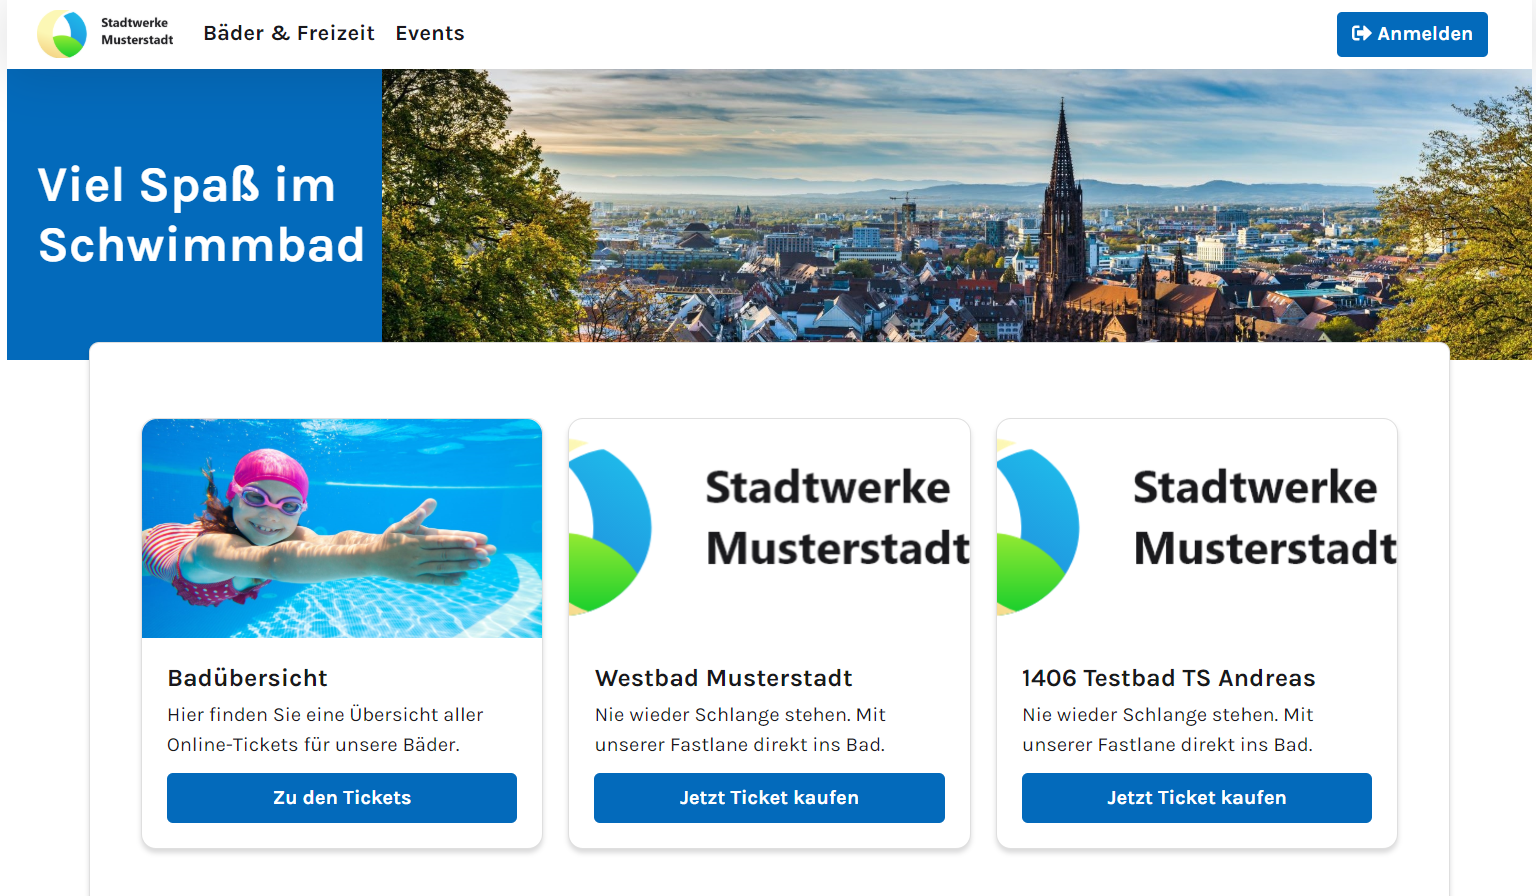 Stadtwerke
Musterstadt
Bäder & Freizeit
Events
Anmelden
Viel Spaß im
Schwimmbad
Stadtwerke
Musterstadt
Stadtwerke
Musterstadt
Badübersicht
Hier finden Sie eine Übersicht aller
Online-Tickets für unsere Bäder.
Zu den Tickets
Westbad Musterstadt
Nie wieder Schlange stehen. Mit
unserer Fastlane direkt ins Bad.
Jetzt Ticket kaufen
1406 Testbad TS Andreas
Nie wieder Schlange stehen. Mit
unserer Fastlane direkt ins Bad.
Jetzt Ticket kaufen